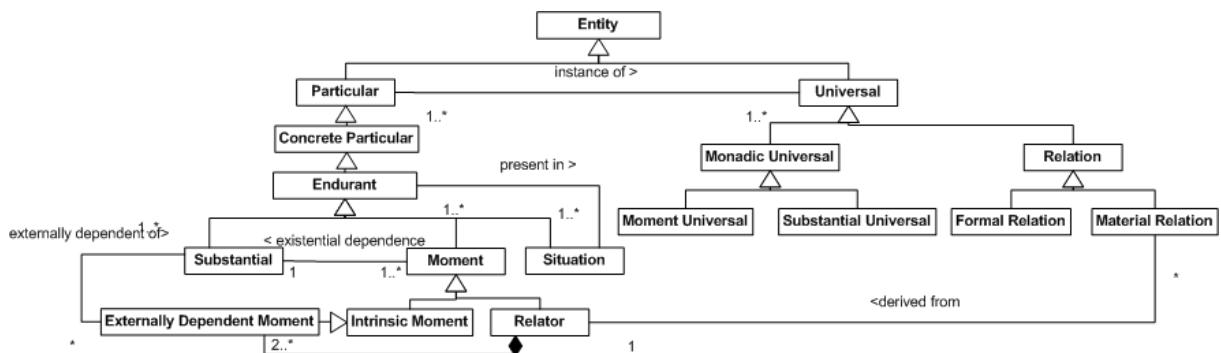 Entity
instance of >
Particular
Universal
1..*
1..*
Concrete Particular
Monadic Universal
Relation
present in >
Endurant
1..*
1..*
1..*
Moment Universal
Substantial Universal
Formal Relation
Material Relation
externally dependent of>
< existential dependence
Substantial
1
1..*
Moment
Situation
*
<derived from
Externally Dependent Moment
Intrinsic Moment
Relator
*
2..*
1